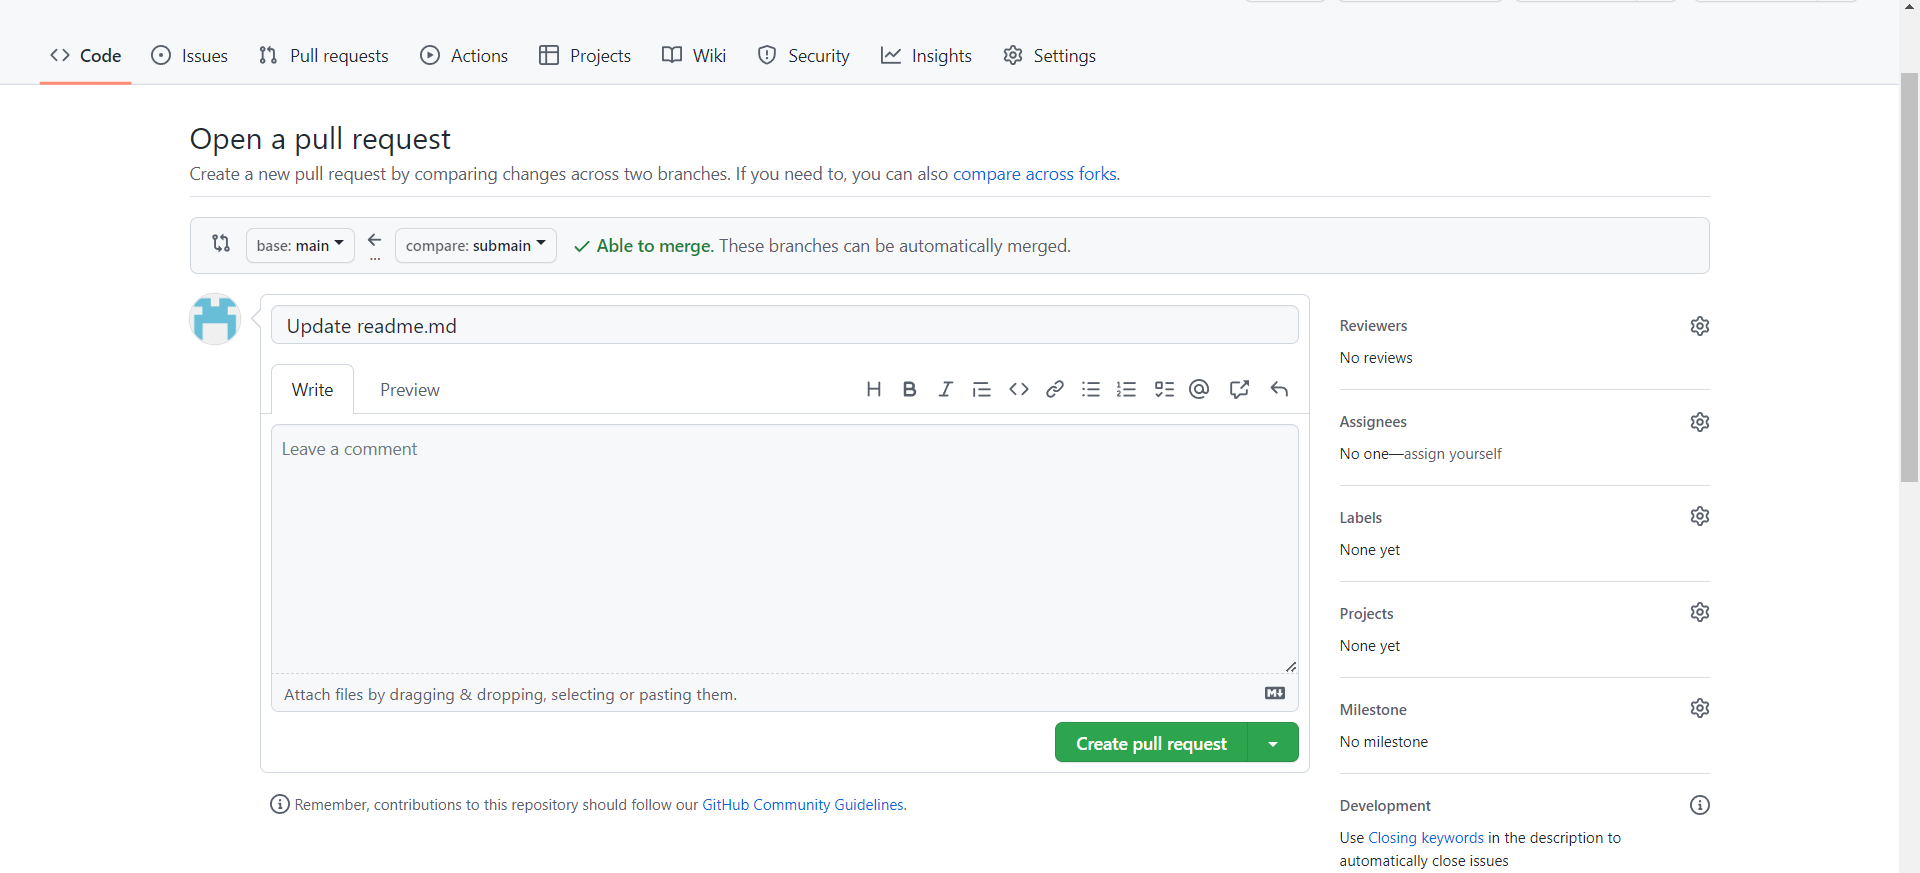 Code Issues Pull requests Actions Projects Wiki Security Insights Settings
Open a pull request
Create a new pull request by comparing changes across two branches. If you need to, you can also compare across forks.
base: main ← ... compare: submain Able to merge. These branches can be automatically merged.
Update readme.md
Write Preview
Leave a comment
Attach files by dragging & dropping, selecting or pasting them.
Create pull request
Remember, contributions to this repository should follow our GitHub Community Guidelines.
Reviewers
No reviews
Assignees
No one—assign yourself
Labels
None yet
Projects
None yet
Milestone
No milestone
Development
Use Closing keywords in the description to
automatically close issues